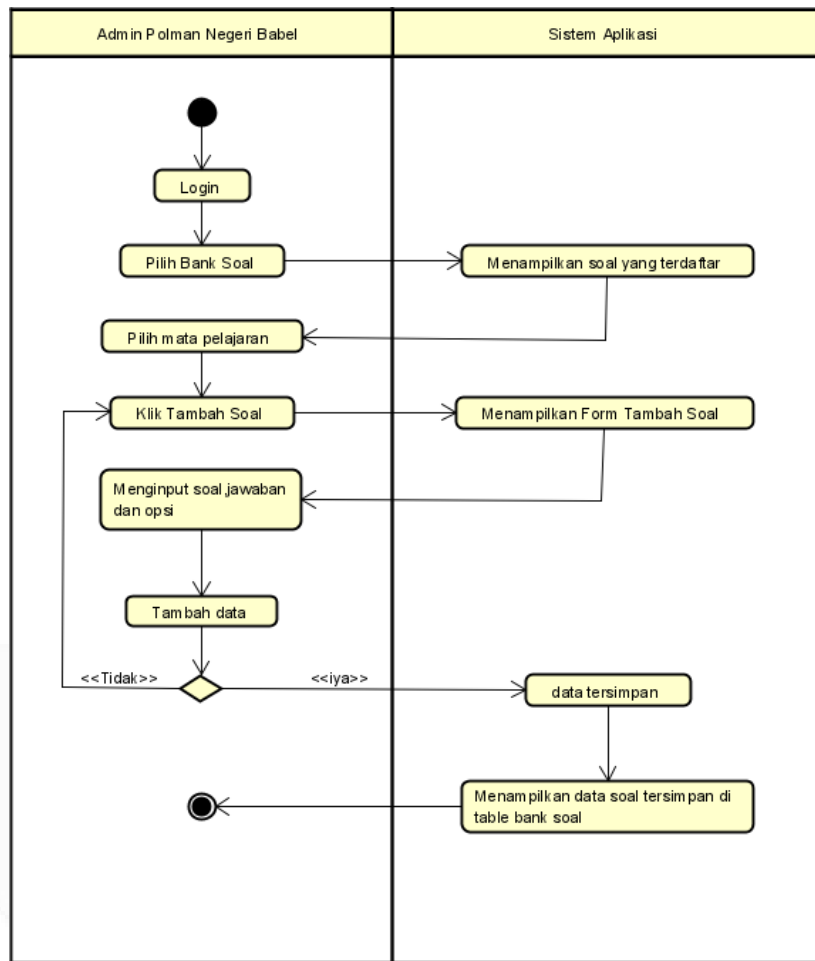 Admin Polman Negeri Babel
Sistem Aplikasi
Login
Pilih Bank Soal
Menampilkan soal yang terdaftar
Pilih mata pelajaran
Klik Tambah Soal
Menampilkan Form Tambah Soal
Menginput soal,jawaban
dan opsi
Tambah data
<<Tidak>>
<<iya>>
data tersimpan
Menampilkan data soal tersimpan di
table bank soal